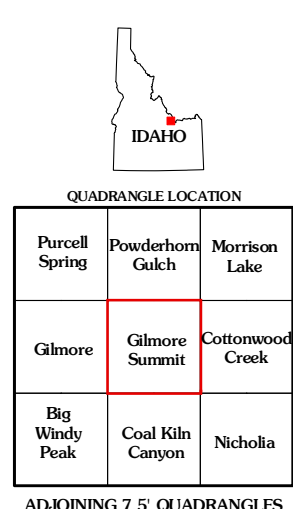 IDAHO
QUADRANGLE LOCATION
Purcell
Spring
Powderhorn
Gulch
Morrison
Lake
Gilmore
Gilmore
Summit
Cottonwood
Creek
Big
Windy
Peak
Coal Kiln
Canyon
Nicholia
ADJOINING 7.5' QUADRANGLES